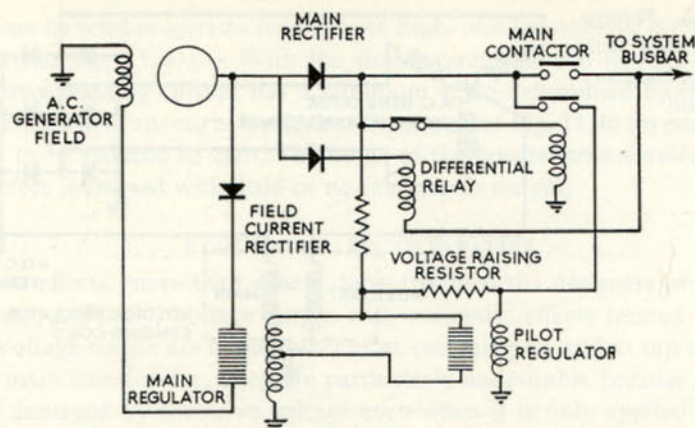 MAIN
RECTIFIER
MAIN
CONTACTOR
TO SYSTEM
BUSBAR
A.C.
GENERATOR
FIELD
DIFFERENTIAL
RELAY
FIELD
CURRENT
RECTIFIER
VOLTAGE RAISING
RESISTOR
PILOT
REGULATOR
MAIN
REGULATOR